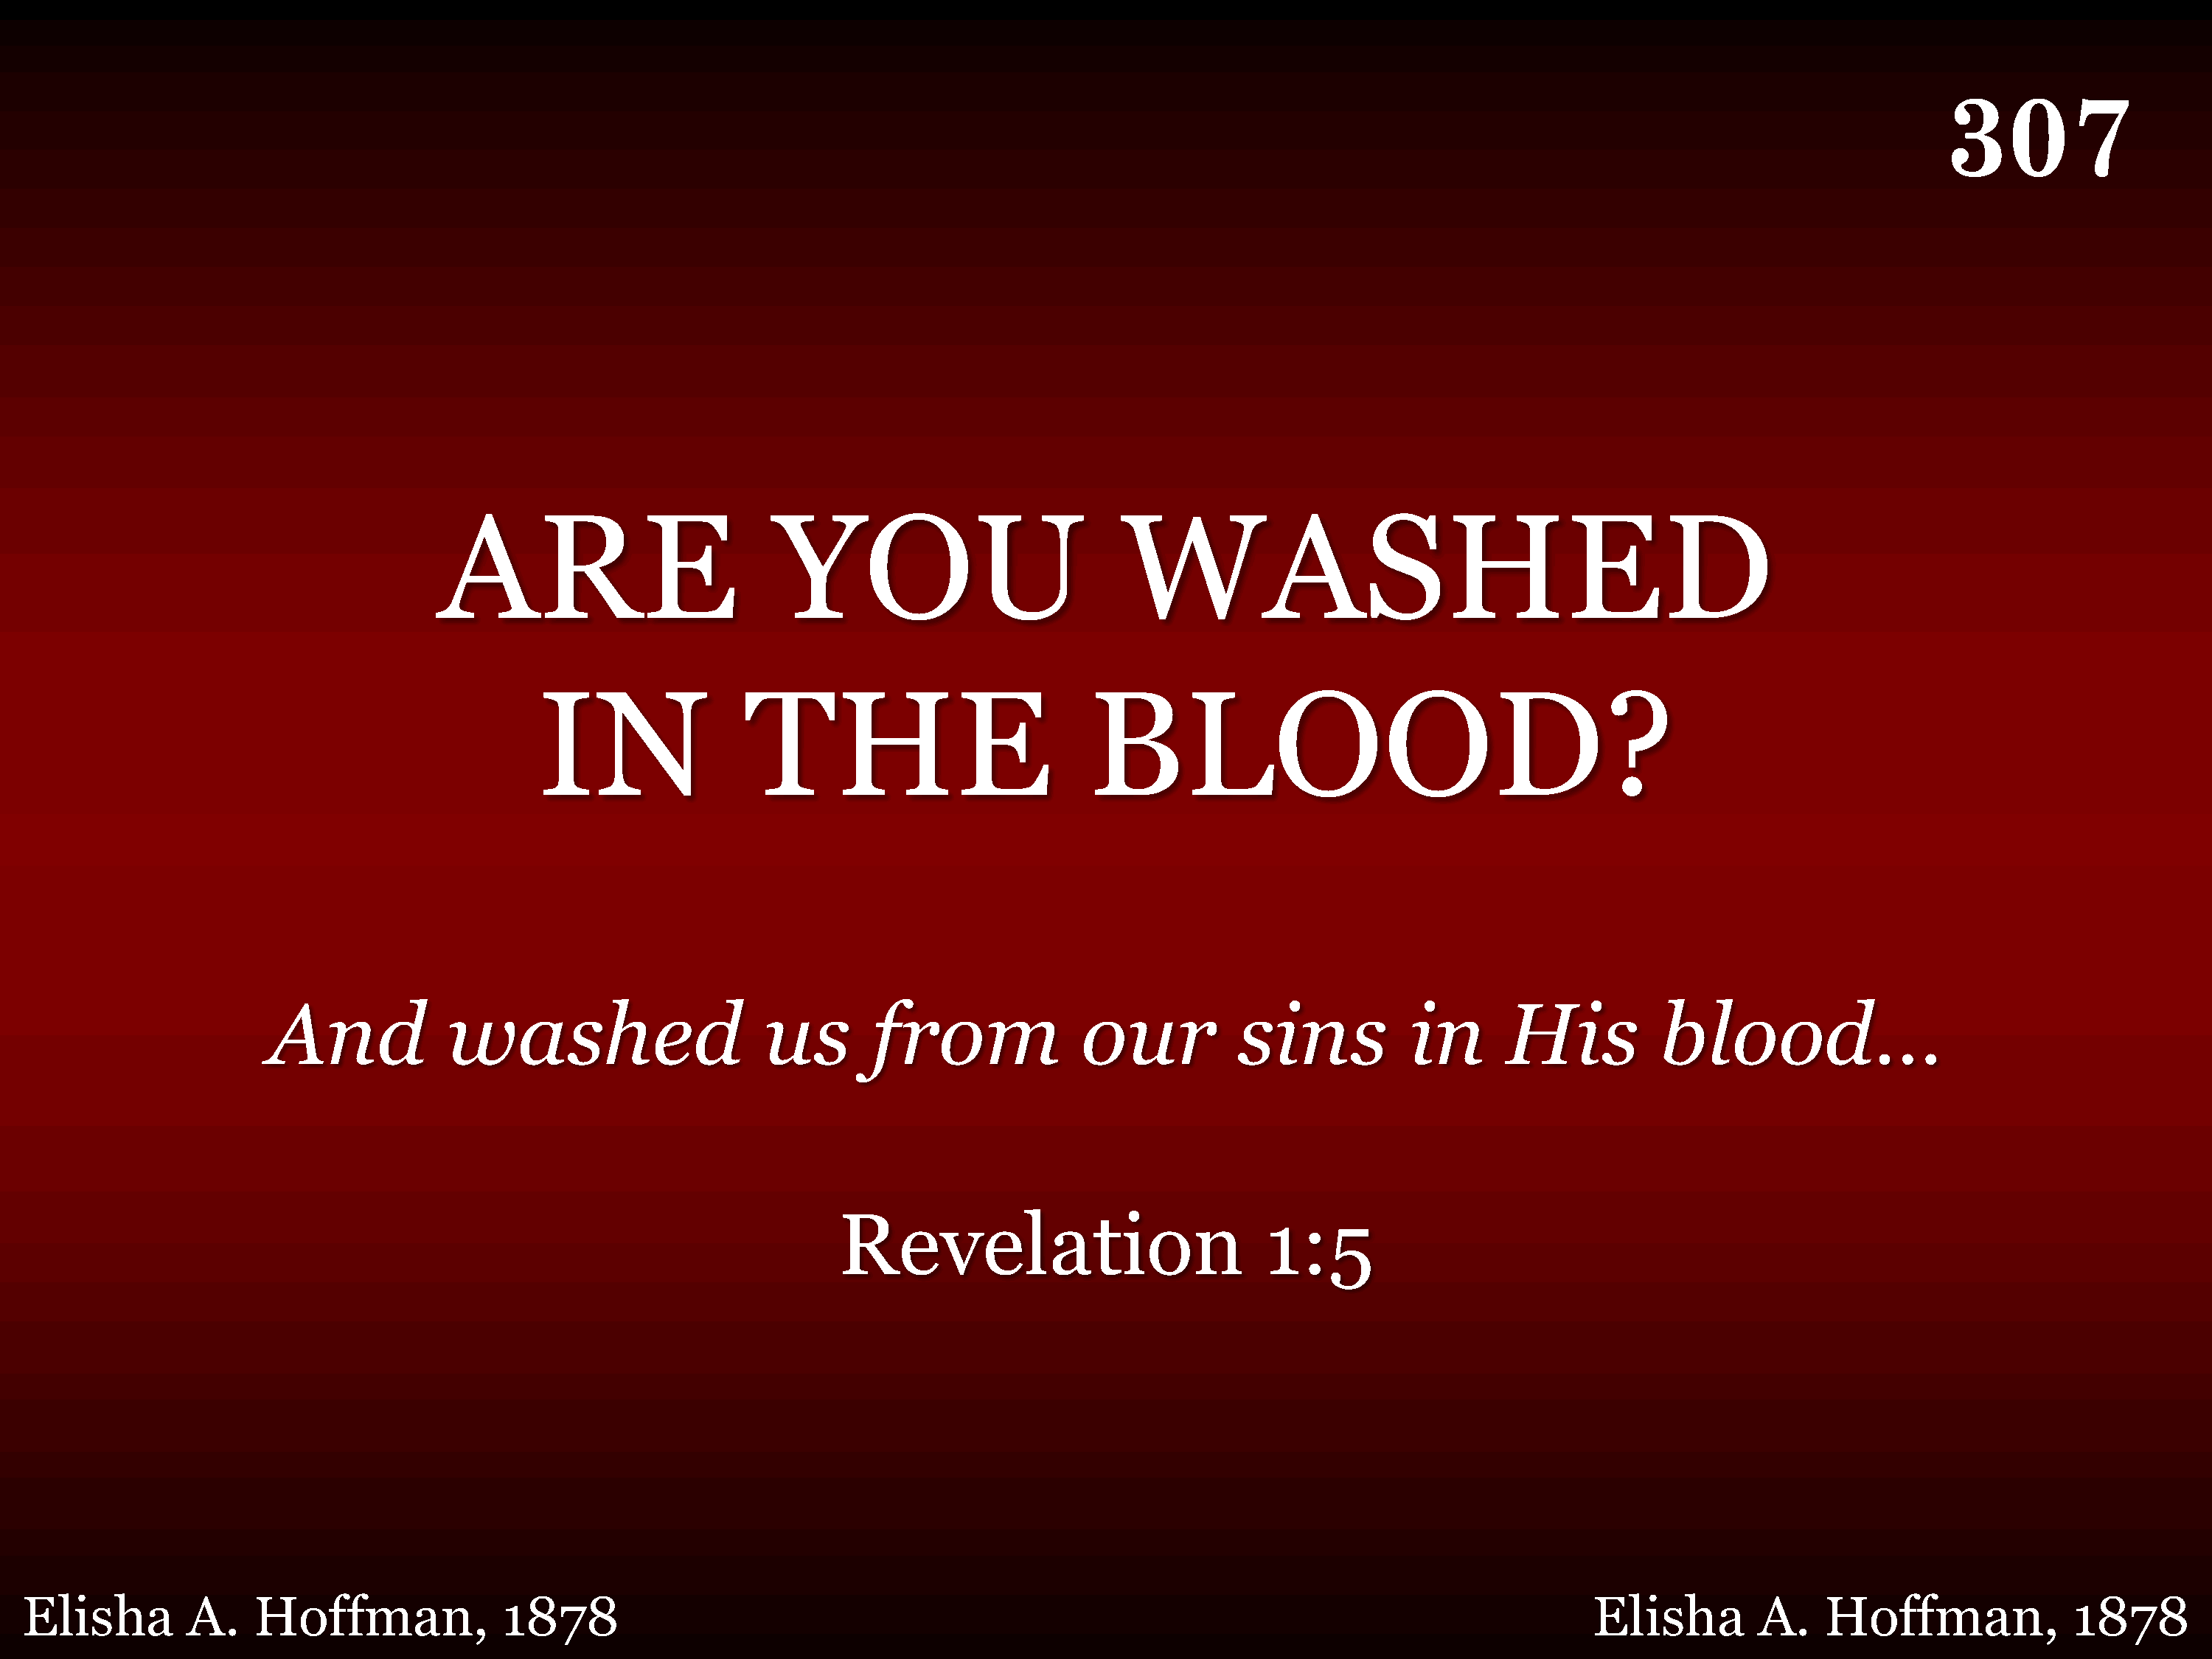 307
ARE YOU WASHED
IN THE BLOOD?
And washed us from our sins in His blood...
Revelation 1:5
Elisha A. Hoffman, 1878
Elisha A. Hoffman, 1878